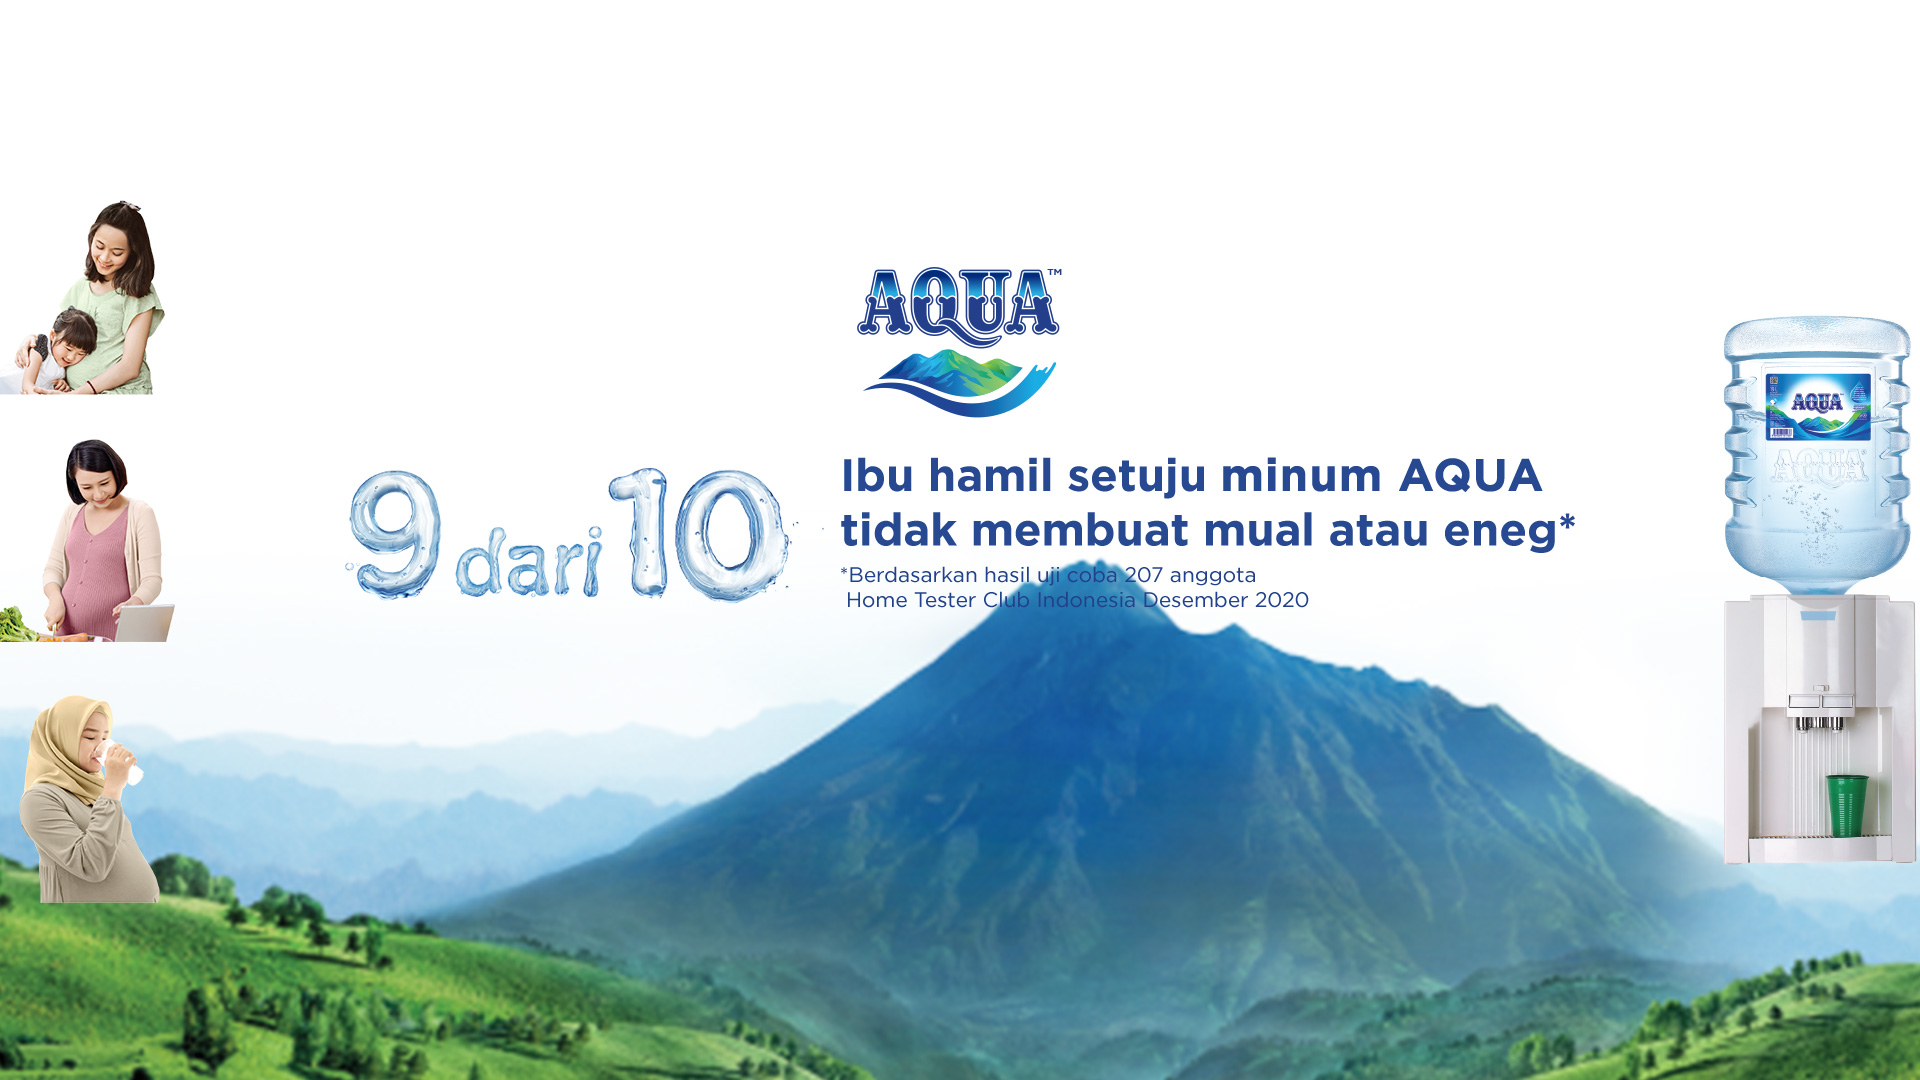 AQUA™
9 dari 10
Ibu hamil setuju minum AQUA
tidak membuat mual atau eneg*
*Berdasarkan hasil uji coba 207 anggota
Home Tester Club Indonesia Desember 2020
AQUA
AQUA